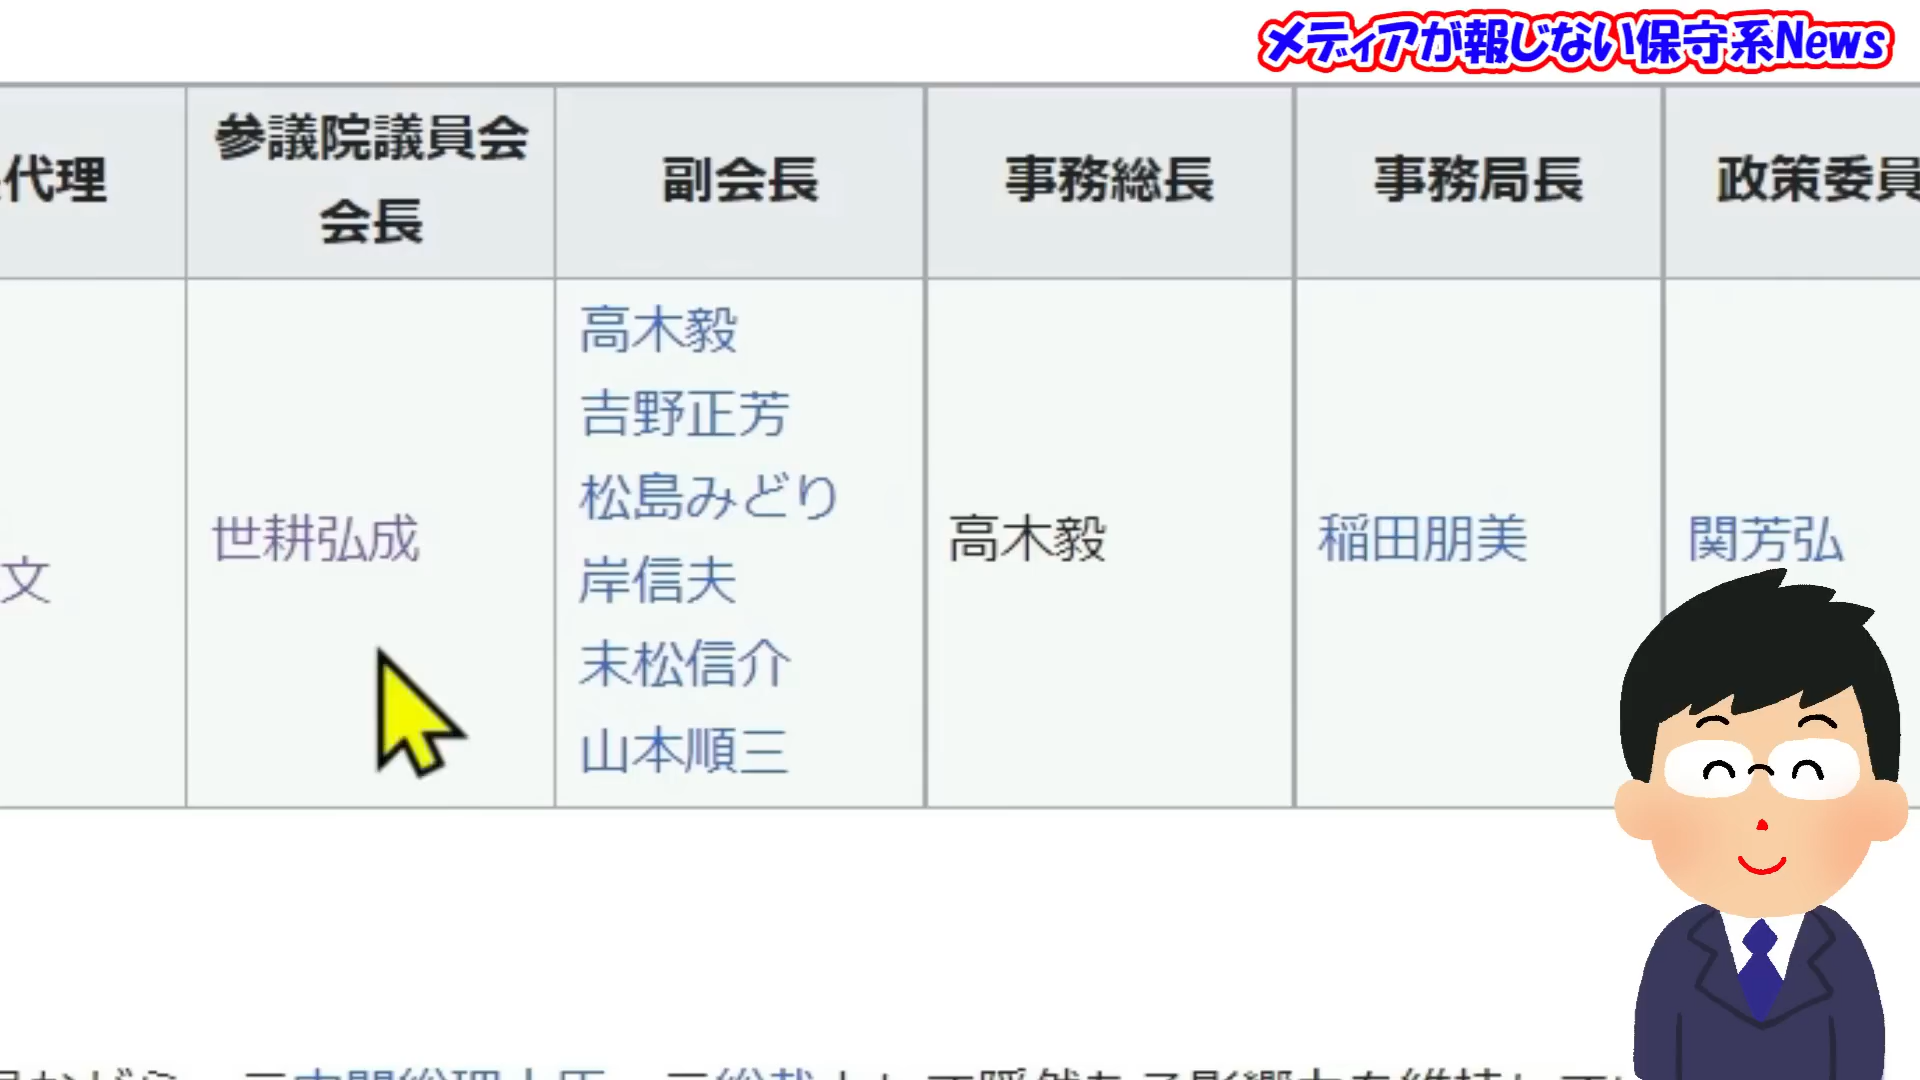 メディアが報じない保守系News
代理
参議院議員会
会長
副会長
事務総長
事務局長
政策委員
文
世耕弘成
高木毅
吉野正芳
松島みどり
岸信夫
末松信介
山本順三
高木毅
稲田朋美
関芳弘